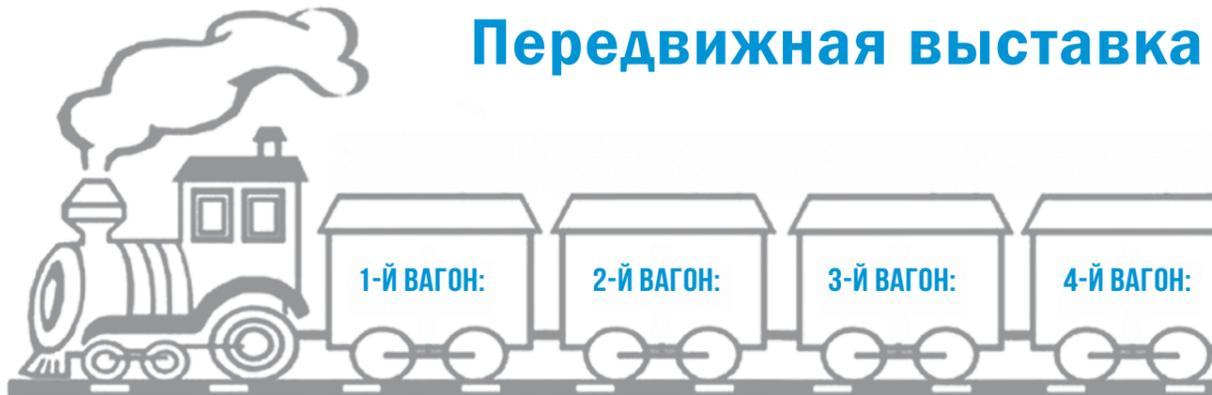 Передвижная выставка
1-Й ВАГОН:
2-Й ВАГОН:
3-Й ВАГОН:
4-Й ВАГОН: